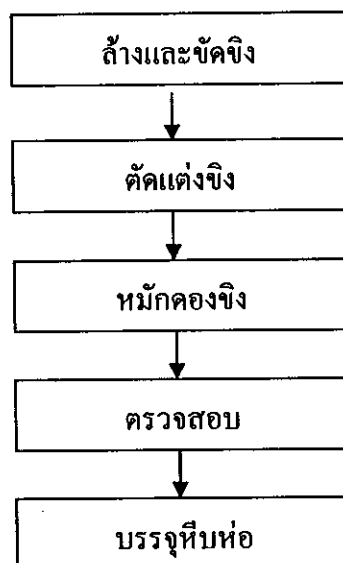 ล้างและขัดขิง
ตัดแต่งขิง
หมักดองขิง
ตรวจสอบ
บรรจุหีบห่อ